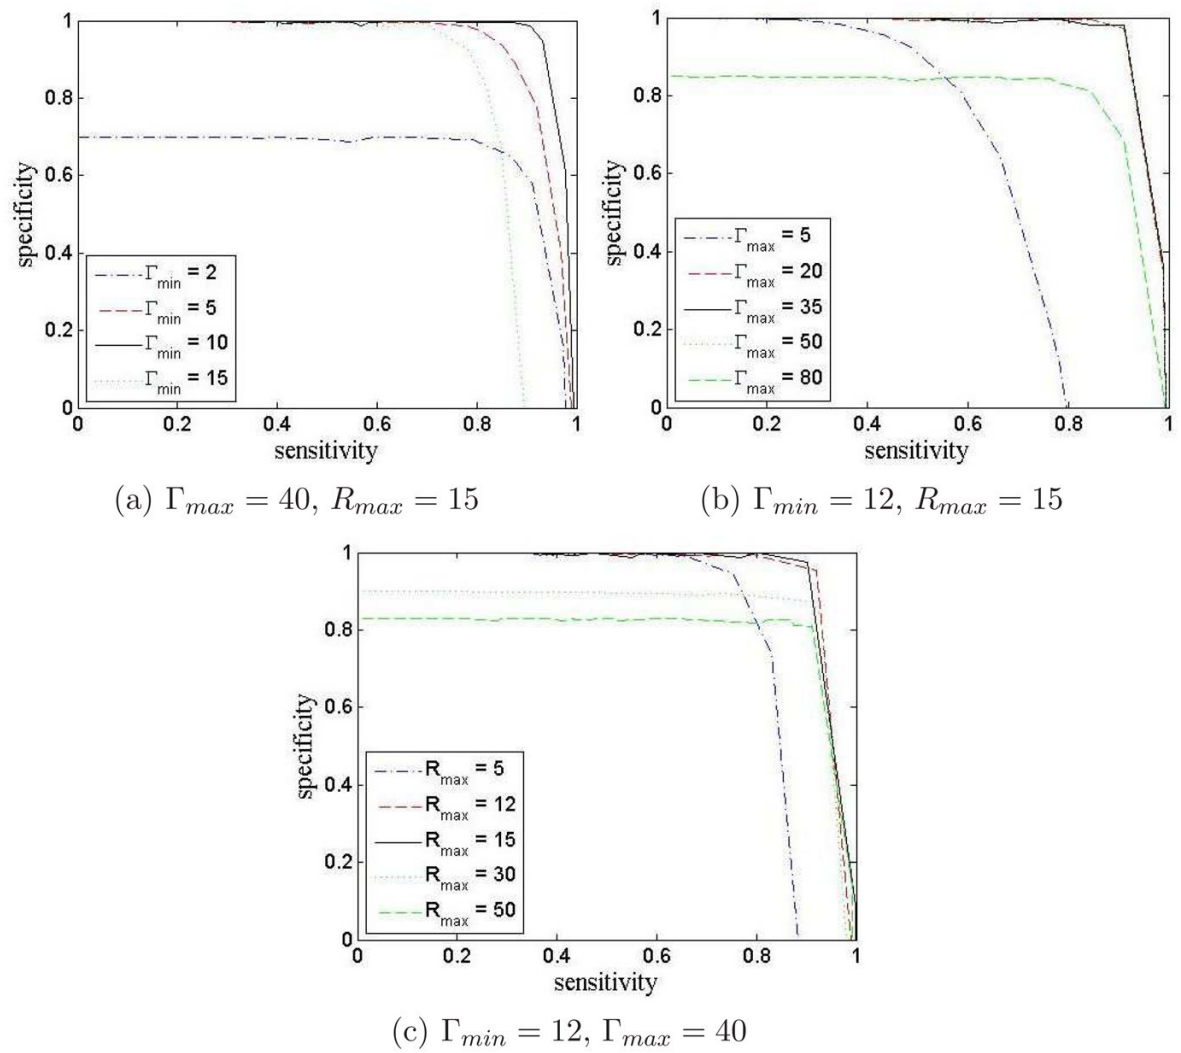 1
0.8
0.6
0.4
0.2
0
specificity
Γmin = 2
Γmin = 5
Γmin = 10
Γmin = 15
0 0.2 0.4 0.6 0.8 1
sensitivity
(a) Γmax = 40, Rmax = 15
1
0.8
0.6
0.4
0.2
0
specificity
Γmax = 5
Γmax = 20
Γmax = 35
Γmax = 50
Γmax = 80
0 0.2 0.4 0.6 0.8 1
sensitivity
(b) Γmin = 12, Rmax = 15
1
0.8
0.6
0.4
0.2
0
specificity
Rmax = 5
Rmax = 12
Rmax = 15
Rmax = 30
Rmax = 50
0 0.2 0.4 0.6 0.8 1
sensitivity
(c) Γmin = 12, Γmax = 40